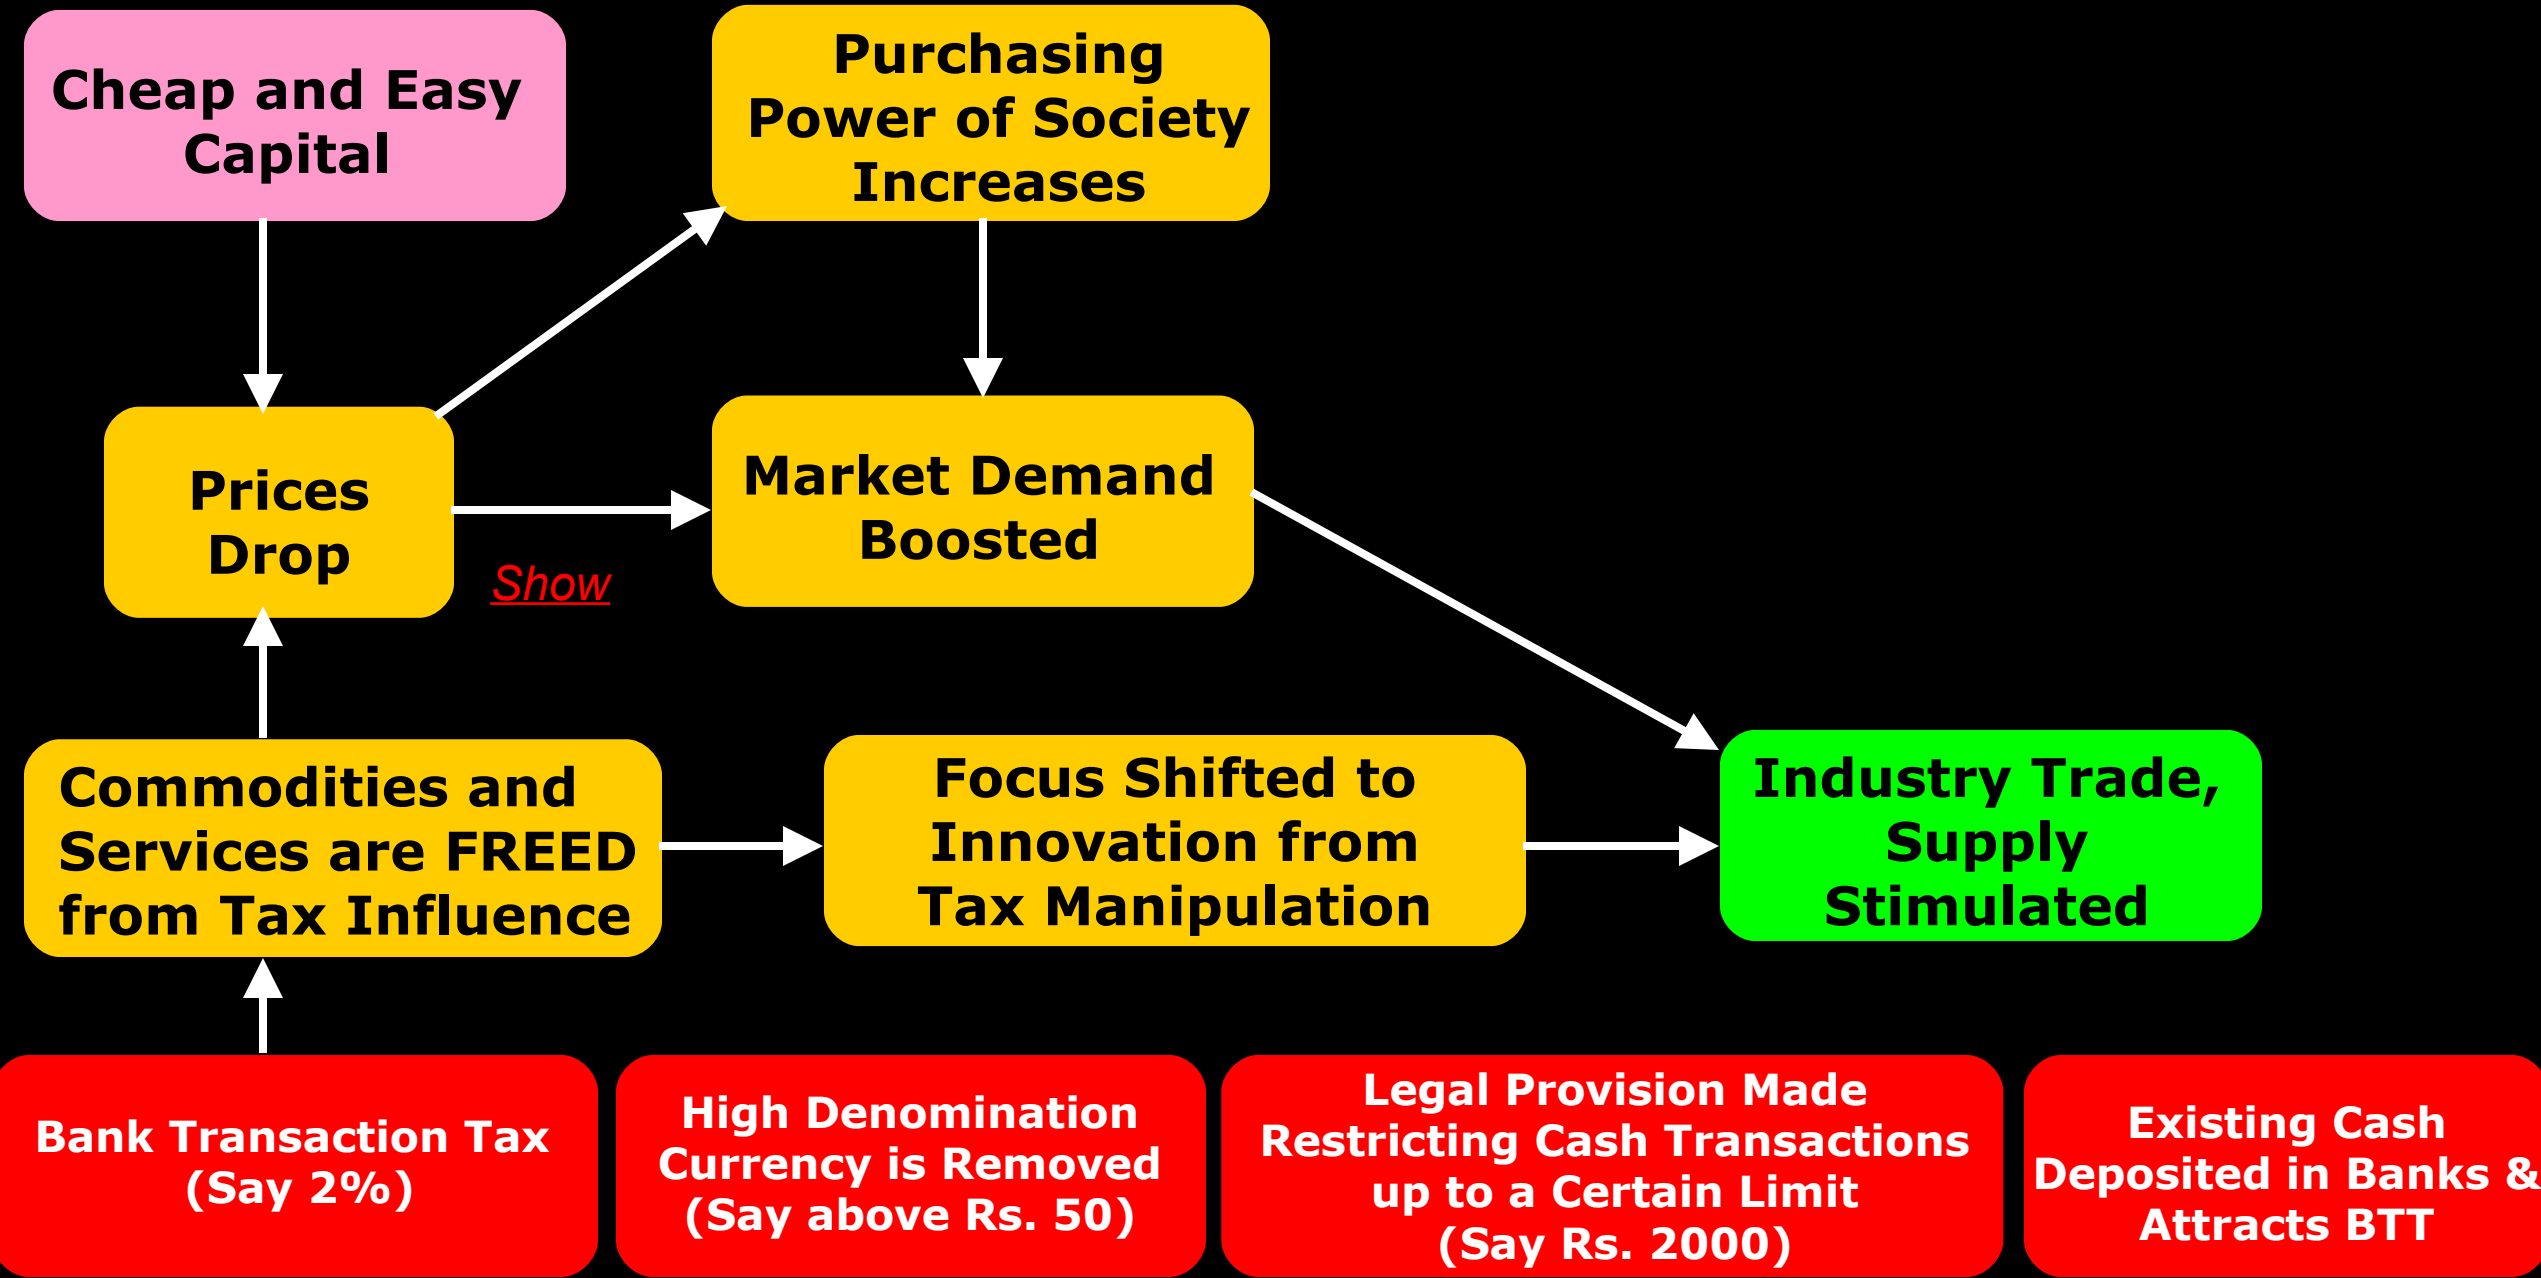 Cheap and Easy
Capital
Purchasing
Power of Society
Increases
Prices
Drop
Show
Market Demand
Boosted
Commodities and
Services are FREED
from Tax Influence
Focus Shifted to
Innovation from
Tax Manipulation
Industry Trade,
Supply
Stimulated
Bank Transaction Tax
(Say 2%)
High Denomination
Currency is Removed
(Say above Rs. 50)
Legal Provision Made
Restricting Cash Transactions
up to a Certain Limit
(Say Rs. 2000)
Existing Cash
Deposited in Banks &
Attracts BTT